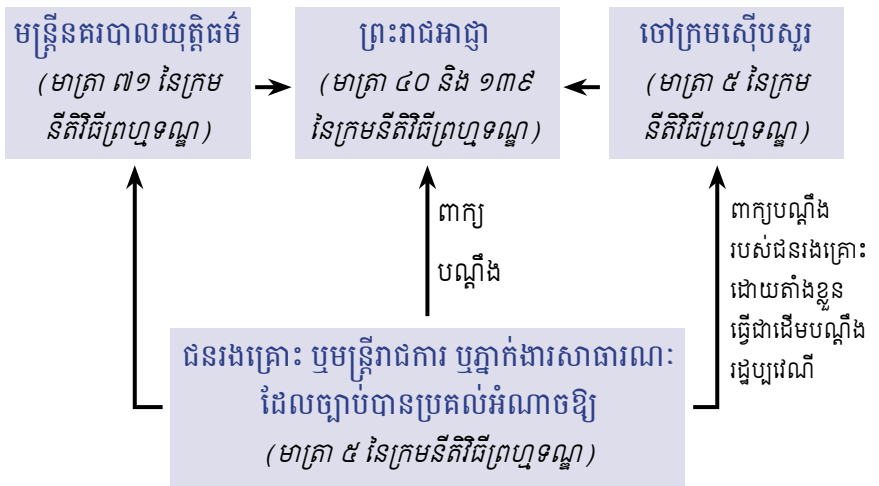 មន្ត្រីនគរបាលយុត្តិធម៌
(មាត្រា ៧១ នៃក្រម
នីតិវិធីព្រហ្មទណ្ឌ)
ព្រះរាជអាជ្ញា
(មាត្រា ៤០ និង ១៣៩
នៃក្រមនីតិវិធីព្រហ្មទណ្ឌ)
ចៅក្រមស៊ើបសួរ
(មាត្រា ៥ នៃក្រម
នីតិវិធីព្រហ្មទណ្ឌ)
ពាក្យ
បណ្តឹង
ពាក្យបណ្តឹង
របស់ជនរងគ្រោះ
ដោយតាំងខ្លួន
ធ្វើជាដើមបណ្តឹង
រដ្ឋប្បវេណី
ជនរងគ្រោះ ឬមន្ត្រីរាជការ ឬភ្នាក់ងារសាធារណៈ
ដែលច្បាប់បានប្រគល់អំណាចឱ្យ
(មាត្រា ៥ នៃក្រមនីតិវិធីព្រហ្មទណ្ឌ)